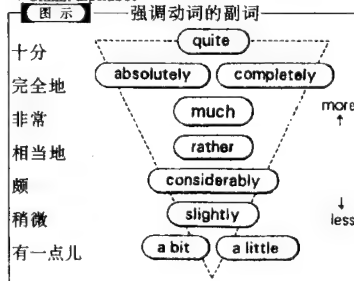 图示 强调动词的副词
十分 quite
完全地 absolutely completely
非常 much more
相当地 rather
颇 considerably
稍微 slightly less
有一点儿 a bit a little